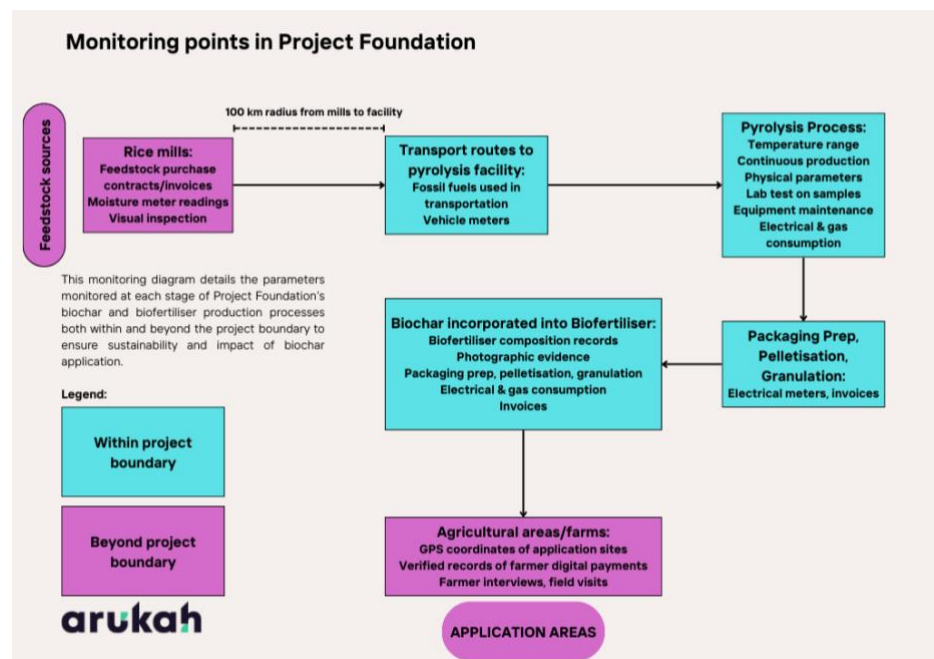 Monitoring points in Project Foundation
Feedstock sources
100 km radius from mills to facility
Rice mills:
Feedstock purchase
contracts/invoices
Moisture meter readings
Visual inspection
Transport routes to
pyrolysis facility:
Fossil fuels used in
transportation
Vehicle meters
Pyrolysis Process:
Temperature range
Continuous production
Physical parameters
Lab test on samples
Equipment maintenance
Electrical & gas
consumption
This monitoring diagram details the parameters
monitored at each stage of Project Foundation's
biochar and biofertiliser production processes
both within and beyond the project boundary to
ensure sustainability and impact of biochar
application.
Biochar incorporated into Biofertiliser:
Biofertiliser composition records
Photographic evidence
Packaging prep, pelletisation, granulation
Electrical & gas consumption
Invoices
Packaging Prep,
Pelletisation,
Granulation:
Electrical meters, invoices
Legend:
Within project
boundary
Beyond project
boundary
Agricultural areas/farms:
GPS coordinates of application sites
Verified records of farmer digital payments
Farmer interviews, field visits
APPLICATION AREAS
arukah